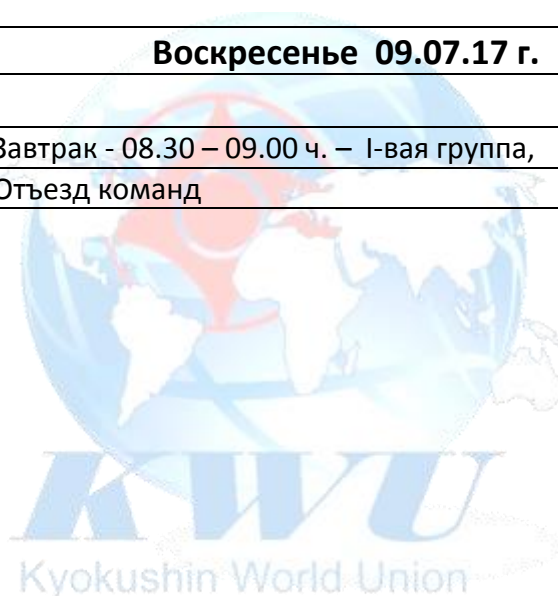 Воскресенье 09.07.17 г.
Завтрак - 08.30 – 09.00 ч. – I-вая группа,
Отъезд команд
KWU
Kyokushin World Union